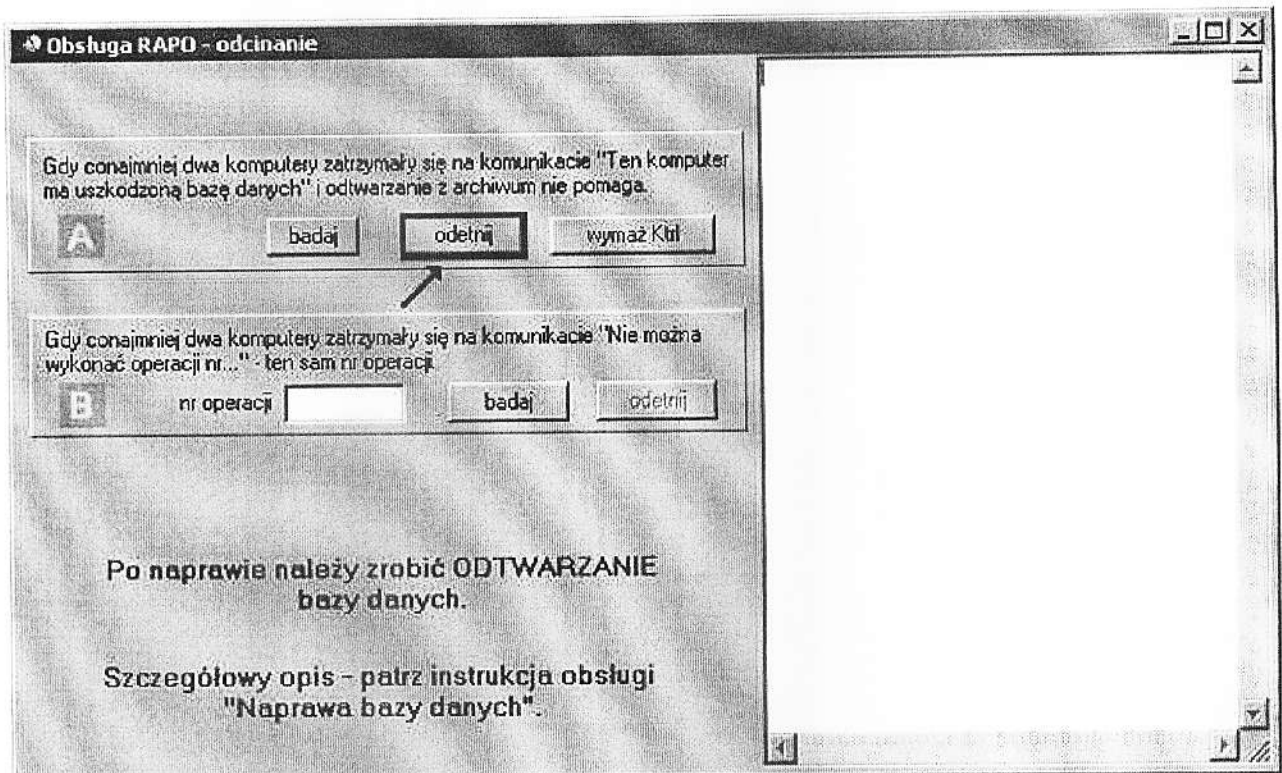 Obsługa RAPO - odcinanie
Gdy conajmniej dwa komputery zatrzymały się na komunikacie "Ten komputer
ma uszkodzoną bazę danych" i odtwarzanie z archiwum nie pomaga.
A
badaj
odetnij
wymaż Ktrl
Gdy conajmniej dwa komputery zatrzymały się na komunikacie "Nie można
wykonać operacji nr..." - ten sam nr operacji.
B
nr operacji
badaj
odetnij
Po naprawie należy zrobić ODTWARZANIE
bazy danych.
Szczegółowy opis - patrz instrukcja obsługi
"Naprawa bazy danych".